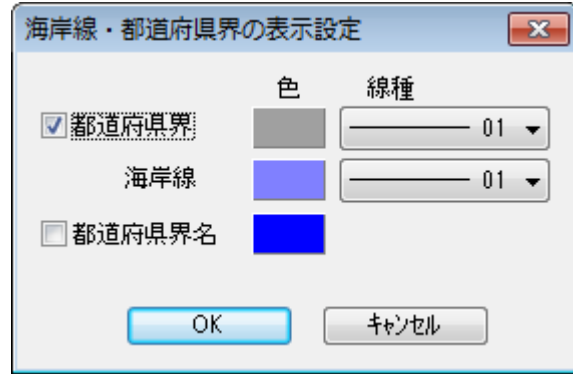 海岸線・都道府県界の表示設定
色 線種
都道府県界 01
海岸線 01
都道府県界名
OK キャンセル